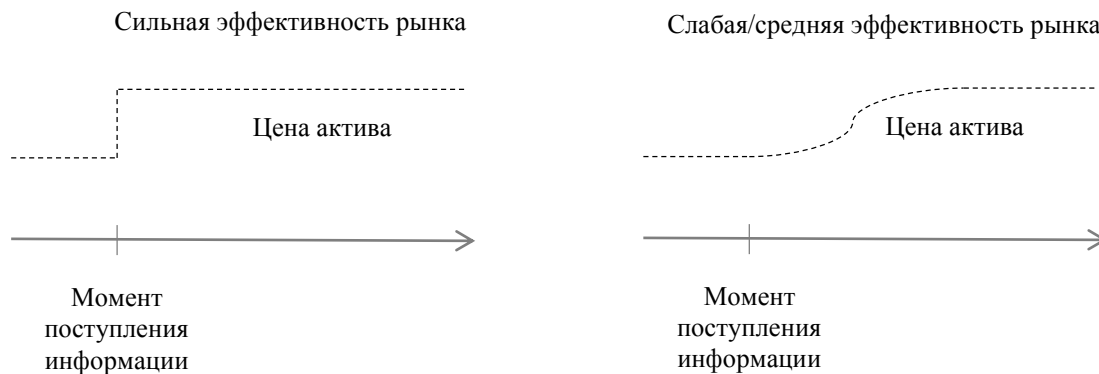 Сильная эффективность рынка
Цена актива
Момент
поступления
информации
Слабая/средняя эффективность рынка
Цена актива
Момент
поступления
информации